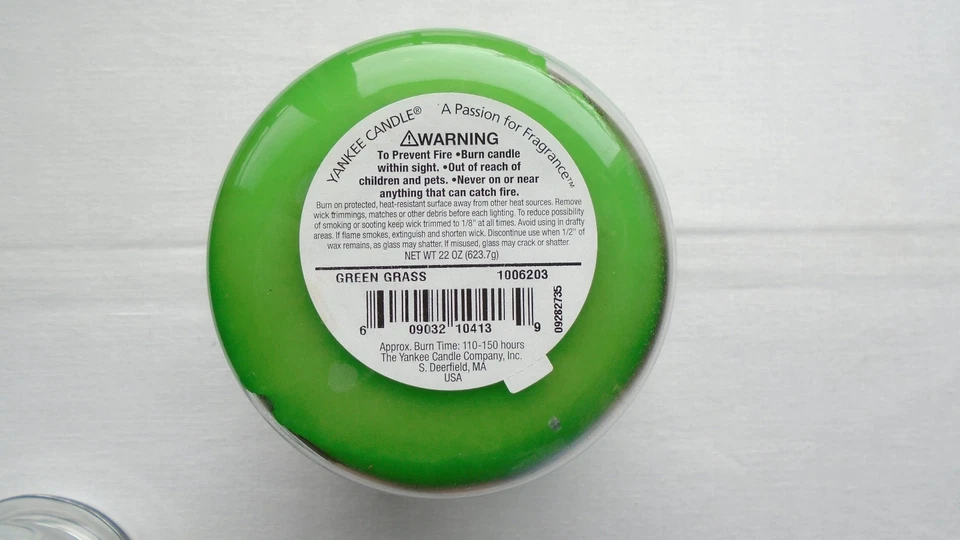 YANKEE CANDLE® A Passion for Fragrance™
⚠WARNING
To Prevent Fire •Burn candle
within sight. •Out of reach of
children and pets. •Never on or near
anything that can catch fire.
Burn on protected, heat-resistant surface away from other heat sources. Remove
wick trimmings, matches or other debris before each lighting. To reduce possibility
of smoking or sooting keep wick trimmed to 1/8" at all times. Avoid using in drafty
areas. If flame smokes, extinguish and shorten wick. Discontinue use when 1/2" of
wax remains, as glass may shatter. If misused, glass may crack or shatter.
NET WT 22 OZ (623.7g)
GREEN GRASS 1006203
6 09032 10413 9
09282735
Approx. Burn Time: 110-150 hours
The Yankee Candle Company, Inc.
S. Deerfield, MA
USA